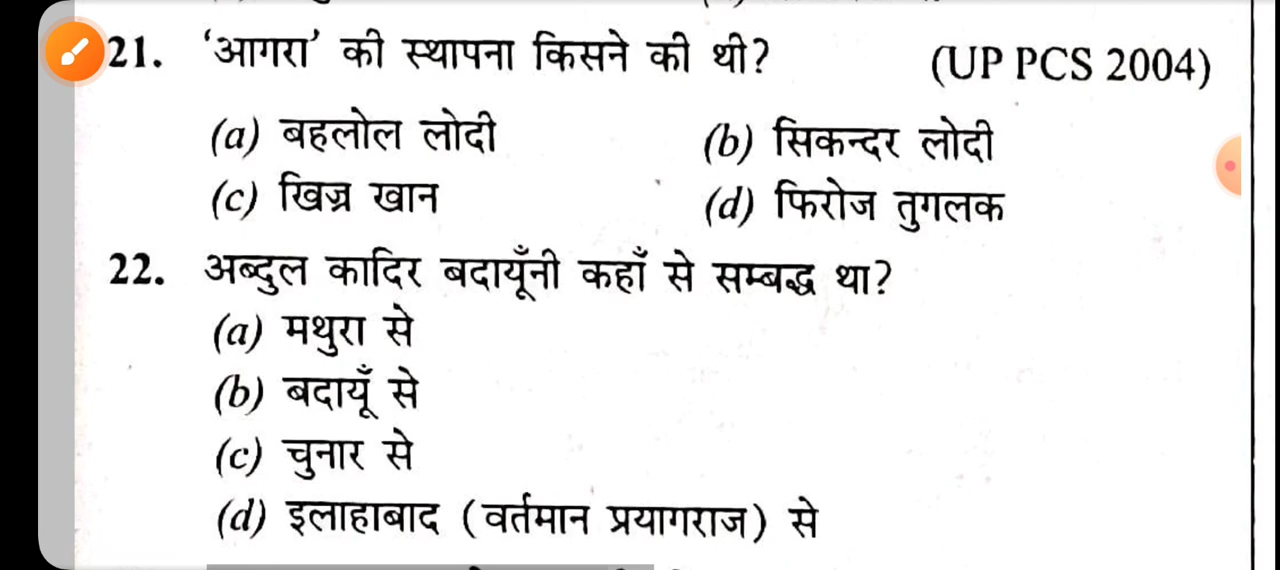 21. ‘आगरा’ की स्थापना किसने की थी? (UP PCS 2004)
(a) बहलोल लोदी (b) सिकन्दर लोदी
(c) खिज्र खान (d) फिरोज तुगलक
22. अब्दुल कादिर बदायूँनी कहाँ से सम्बद्ध था?
(a) मथुरा से
(b) बदायूँ से
(c) चुनार से
(d) इलाहाबाद (वर्तमान प्रयागराज) से